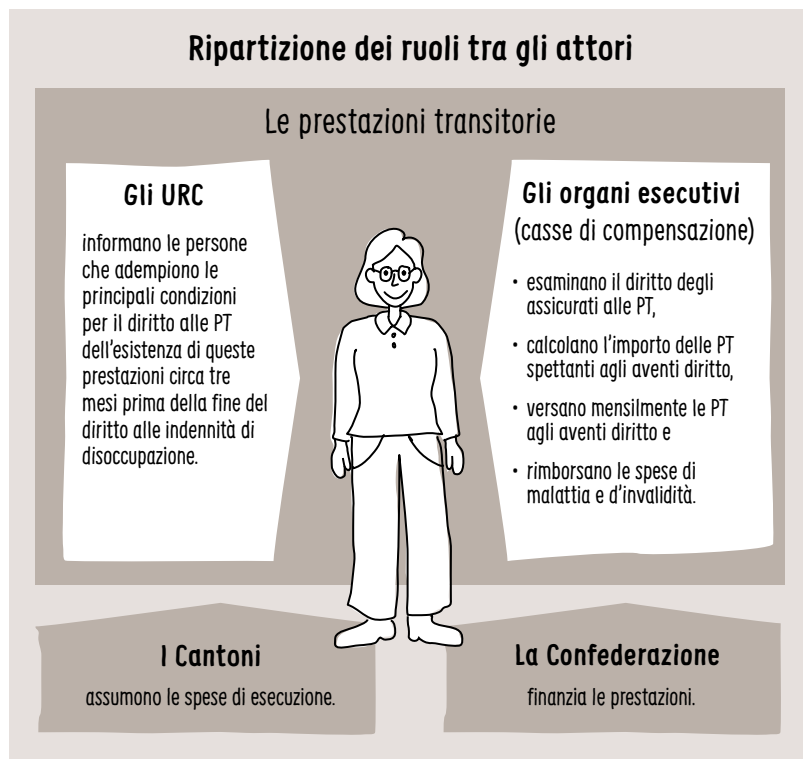 Ripartizione dei ruoli tra gli attori
Le prestazioni transitorie
Gli URC
informano le persone
che adempiono le
principali condizioni
per il diritto alle PT
dell'esistenza di queste
prestazioni circa tre
mesi prima della fine del
diritto alle indennità di
disoccupazione.
Gli organi esecutivi
(casse di compensazione)
• esaminano il diritto degli
assicurati alle PT,
• calcolano l'importo delle PT
spettanti agli aventi diritto,
• versano mensilmente le PT
agli aventi diritto e
• rimborsano le spese di
malattia e d'invalidità.
I Cantoni
assumono le spese di esecuzione.
La Confederazione
finanzia le prestazioni.